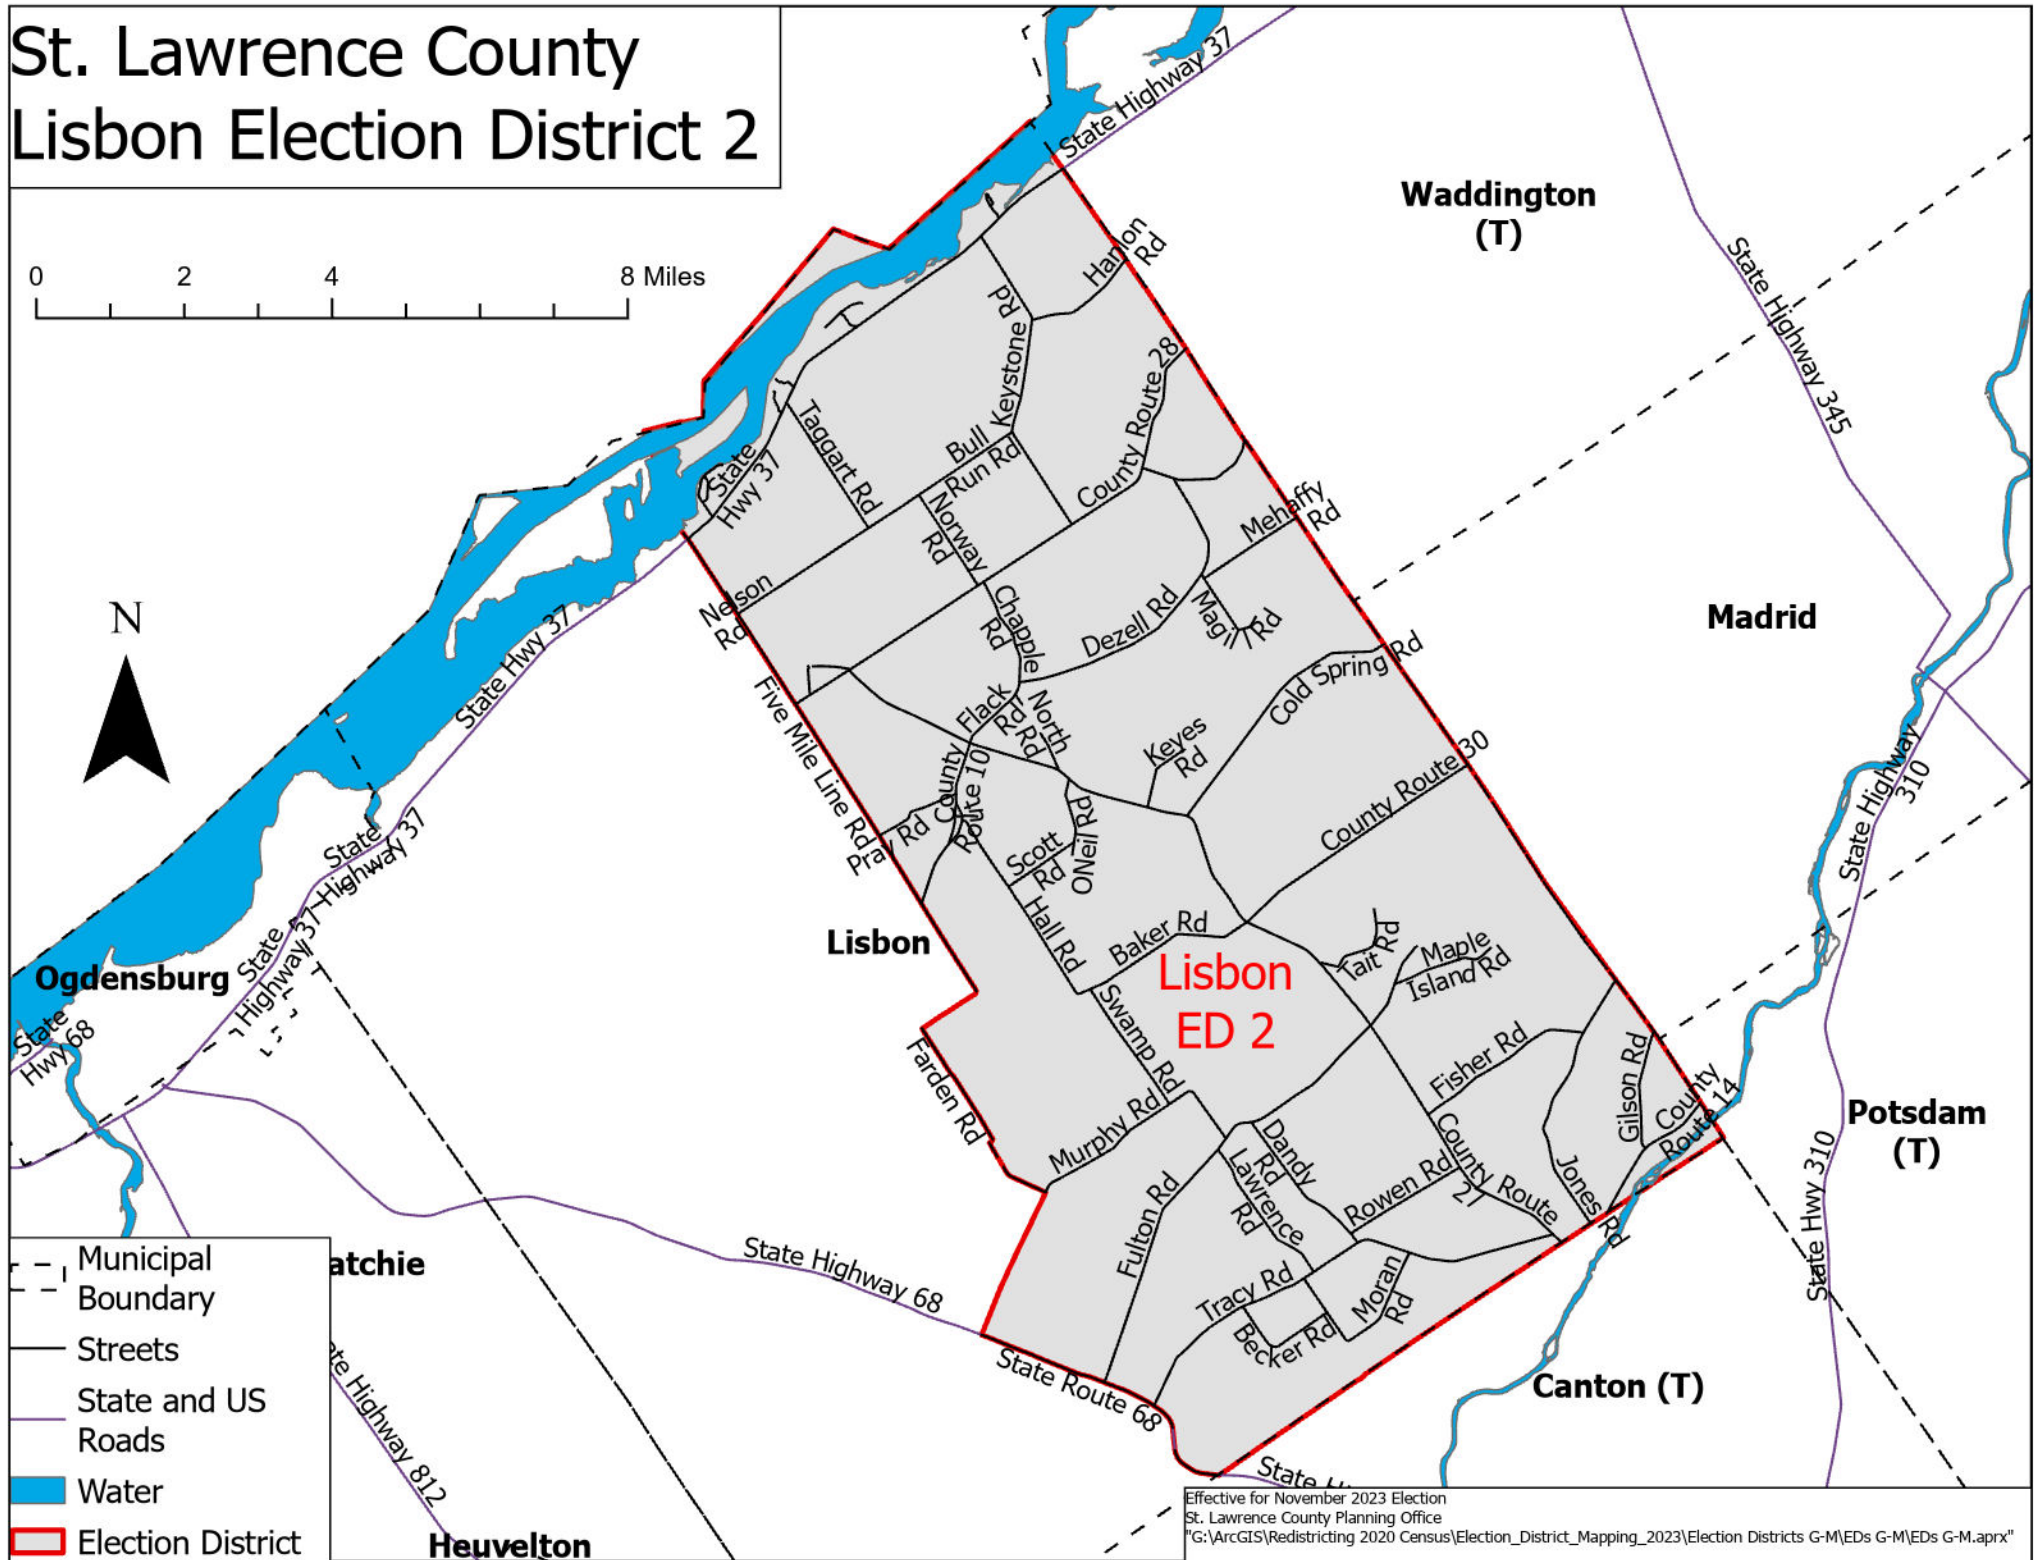 St. Lawrence County
Lisbon Election District 2
0 2 4 8 Miles
N
State Highway 37
Waddington
(T)
State Highway 345
Hanlon
Rd
Keystone Rd
County Route 28
Taggart Rd
Bull
Run Rd
State
Hwy 37
Norway
Rd
Mehaffy
Rd
Nelson
Rd
Chapple
Rd
Dezell Rd
Magill
Rd
Madrid
State Hwy 37
Cold Spring Rd
Flack
Rd
North
Rd
Five Mile Line Rd
Keyes
Rd
County
Route 10
County Route 30
State Highway
310
Pray Rd
Scott
Rd
ONeil Rd
State
Highway 37
Hall Rd
Baker Rd
Lisbon
State
Highway 37
Ogdensburg
Lisbon
ED 2
Tait Rd
Maple
Island Rd
State
Hwy 68
Swamp Rd
Farden Rd
Fisher Rd
Gilson Rd
County
Route 14
Potsdam
(T)
Murphy Rd
Dandy
Rd
Lawrence
Rd
Rowen Rd
County Route
21
Jones Rd
State Hwy 310
Fulton Rd
State Highway 68
Tracy Rd
Moran
Rd
Becker Rd
State Route 68
Canton (T)
atchie
ate Highway 812
Heuvelton
State H
Municipal
Boundary
Streets
State and US
Roads
Water
Election District
Effective for November 2023 Election
St. Lawrence County Planning Office
"G:\ArcGIS\Redistricting 2020 Census\Election_District_Mapping_2023\Election Districts G-M\EDs G-M\EDs G-M.aprx"